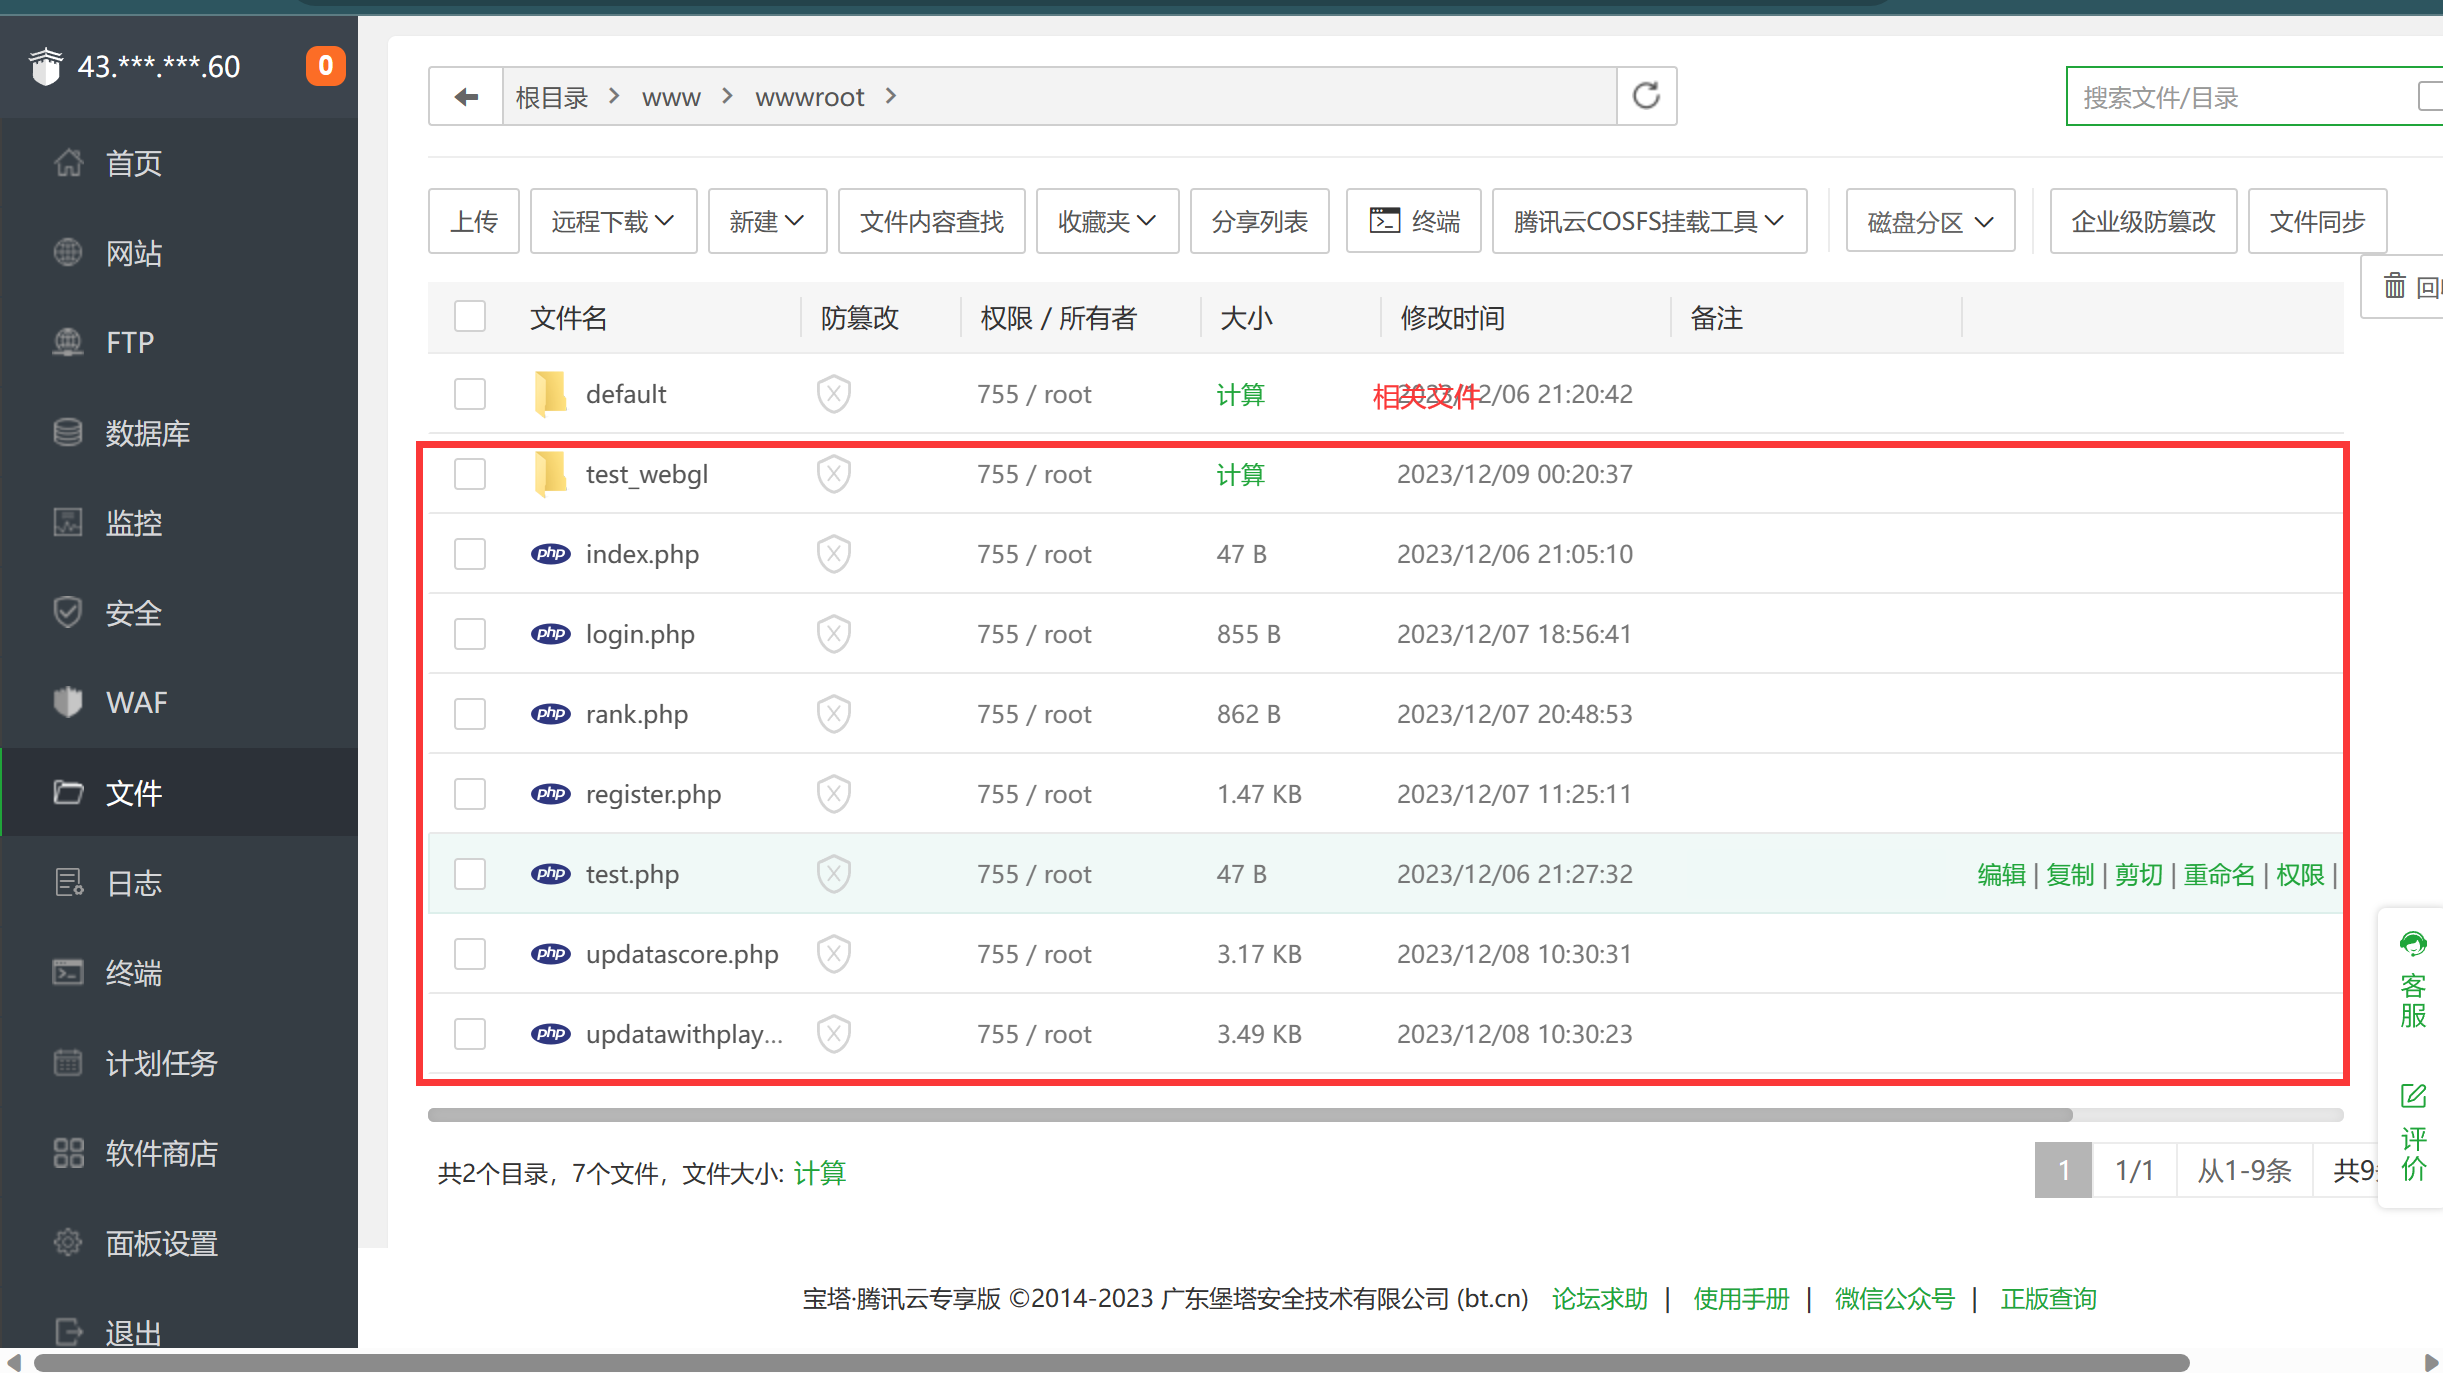 43.***.***.60 0
首页
网站
FTP
数据库
监控
安全
WAF
文件
日志
终端
计划任务
软件商店
面板设置
退出
根目录 > www > wwwroot >
搜索文件/目录
上传 远程下载 新建 文件内容查找 收藏夹 分享列表 终端 腾讯云COSFS挂载工具 磁盘分区 企业级防篡改 文件同步
回
文件名 防篡改 权限 / 所有者 大小 修改时间 备注
default 755 / root 计算 2023/12/06 21:20:42
相关文件
test_webgl 755 / root 计算 2023/12/09 00:20:37
php index.php 755 / root 47 B 2023/12/06 21:05:10
php login.php 755 / root 855 B 2023/12/07 18:56:41
php rank.php 755 / root 862 B 2023/12/07 20:48:53
php register.php 755 / root 1.47 KB 2023/12/07 11:25:11
php test.php 755 / root 47 B 2023/12/06 21:27:32 编辑 | 复制 | 剪切 | 重命名 | 权限 |
php updatascore.php 755 / root 3.17 KB 2023/12/08 10:30:31
php updatawithplay... 755 / root 3.49 KB 2023/12/08 10:30:23
共2个目录，7个文件，文件大小: 计算
1 1/1 从1-9条 共9
客服
评价
宝塔·腾讯云专享版 ©2014-2023 广东堡塔安全技术有限公司 (bt.cn) 论坛求助 | 使用手册 | 微信公众号 | 正版查询